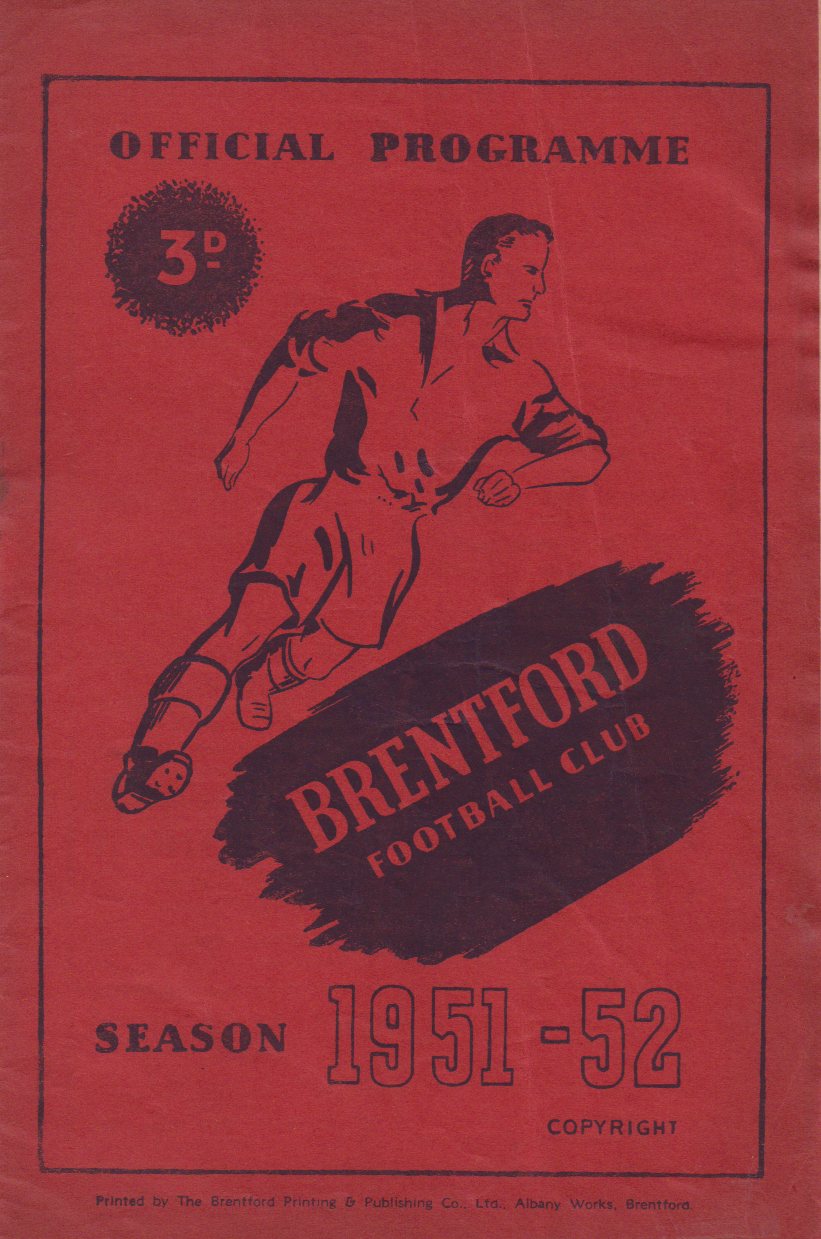 OFFICIAL PROGRAMME
3D
BRENTFORD
FOOTBALL CLUB
SEASON 1951-52
COPYRIGHT
Printed by The Brentford Printing & Publishing Co., Ltd., Albany Works, Brentford.